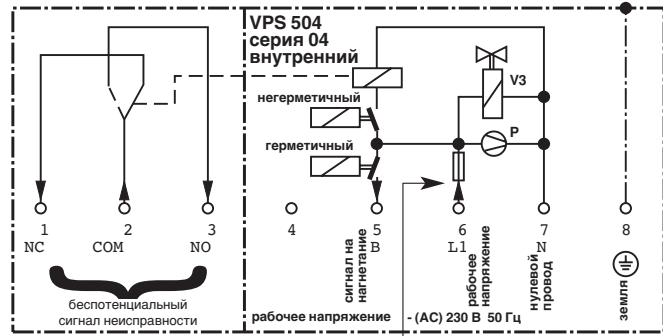 VPS 504
серия 04
внутренний
негерметичный
V3
P
герметичный
1 2 3 4 5 6 7 8
NC COM NO B L1 N
сигнал на
нагнетание
рабочее
напряжение
нулевой
провод
земля
беспотенциальный
сигнал неисправности
рабочее напряжение - (AC) 230 В 50 Гц